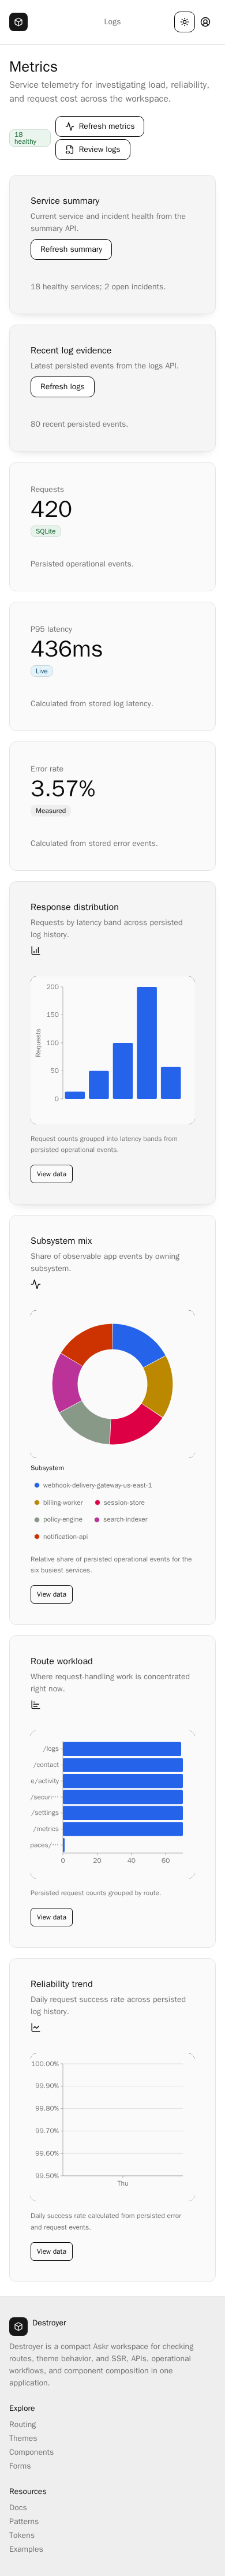 Logs
Metrics
Service telemetry for investigating load, reliability,
and request cost across the workspace.
18
healthy
Refresh metrics
Review logs
Service summary
Current service and incident health from the
summary API.
Refresh summary
18 healthy services; 2 open incidents.
Recent log evidence
Latest persisted events from the logs API.
Refresh logs
80 recent persisted events.
Requests
420
SQLite
Persisted operational events.
P95 latency
436ms
Live
Calculated from stored log latency.
Error rate
3.57%
Measured
Calculated from stored error events.
Response distribution
Requests by latency band across persisted
log history.
200
150
100
50
0
Requests
Request counts grouped into latency bands from
persisted operational events.
View data
Subsystem mix
Share of observable app events by owning
subsystem.
Subsystem
webhook-delivery-gateway-us-east-1
billing-worker session-store
policy-engine search-indexer
notification-api
Relative share of persisted operational events for the
six busiest services.
View data
Route workload
Where request-handling work is concentrated
right now.
/logs
/contact
e/activity
/securi…
/settings
/metrics
paces/…
0 20 40 60
Persisted request counts grouped by route.
View data
Reliability trend
Daily request success rate across persisted
log history.
100.00%
99.90%
99.80%
99.70%
99.60%
99.50%
Thu
Daily success rate calculated from persisted error
and request events.
View data
Destroyer
Destroyer is a compact Askr workspace for checking
routes, theme behavior, and SSR, APIs, operational
workflows, and component composition in one
application.
Explore
Routing
Themes
Components
Forms
Resources
Docs
Patterns
Tokens
Examples